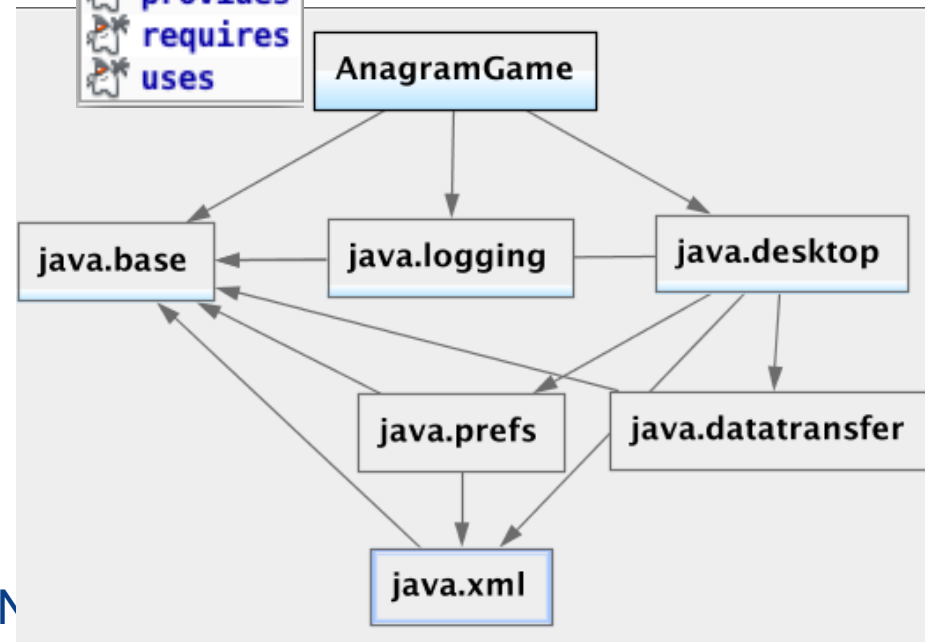 requires
uses
AnagramGame
java.base
java.logging
java.desktop
java.prefs
java.datatransfer
java.xml